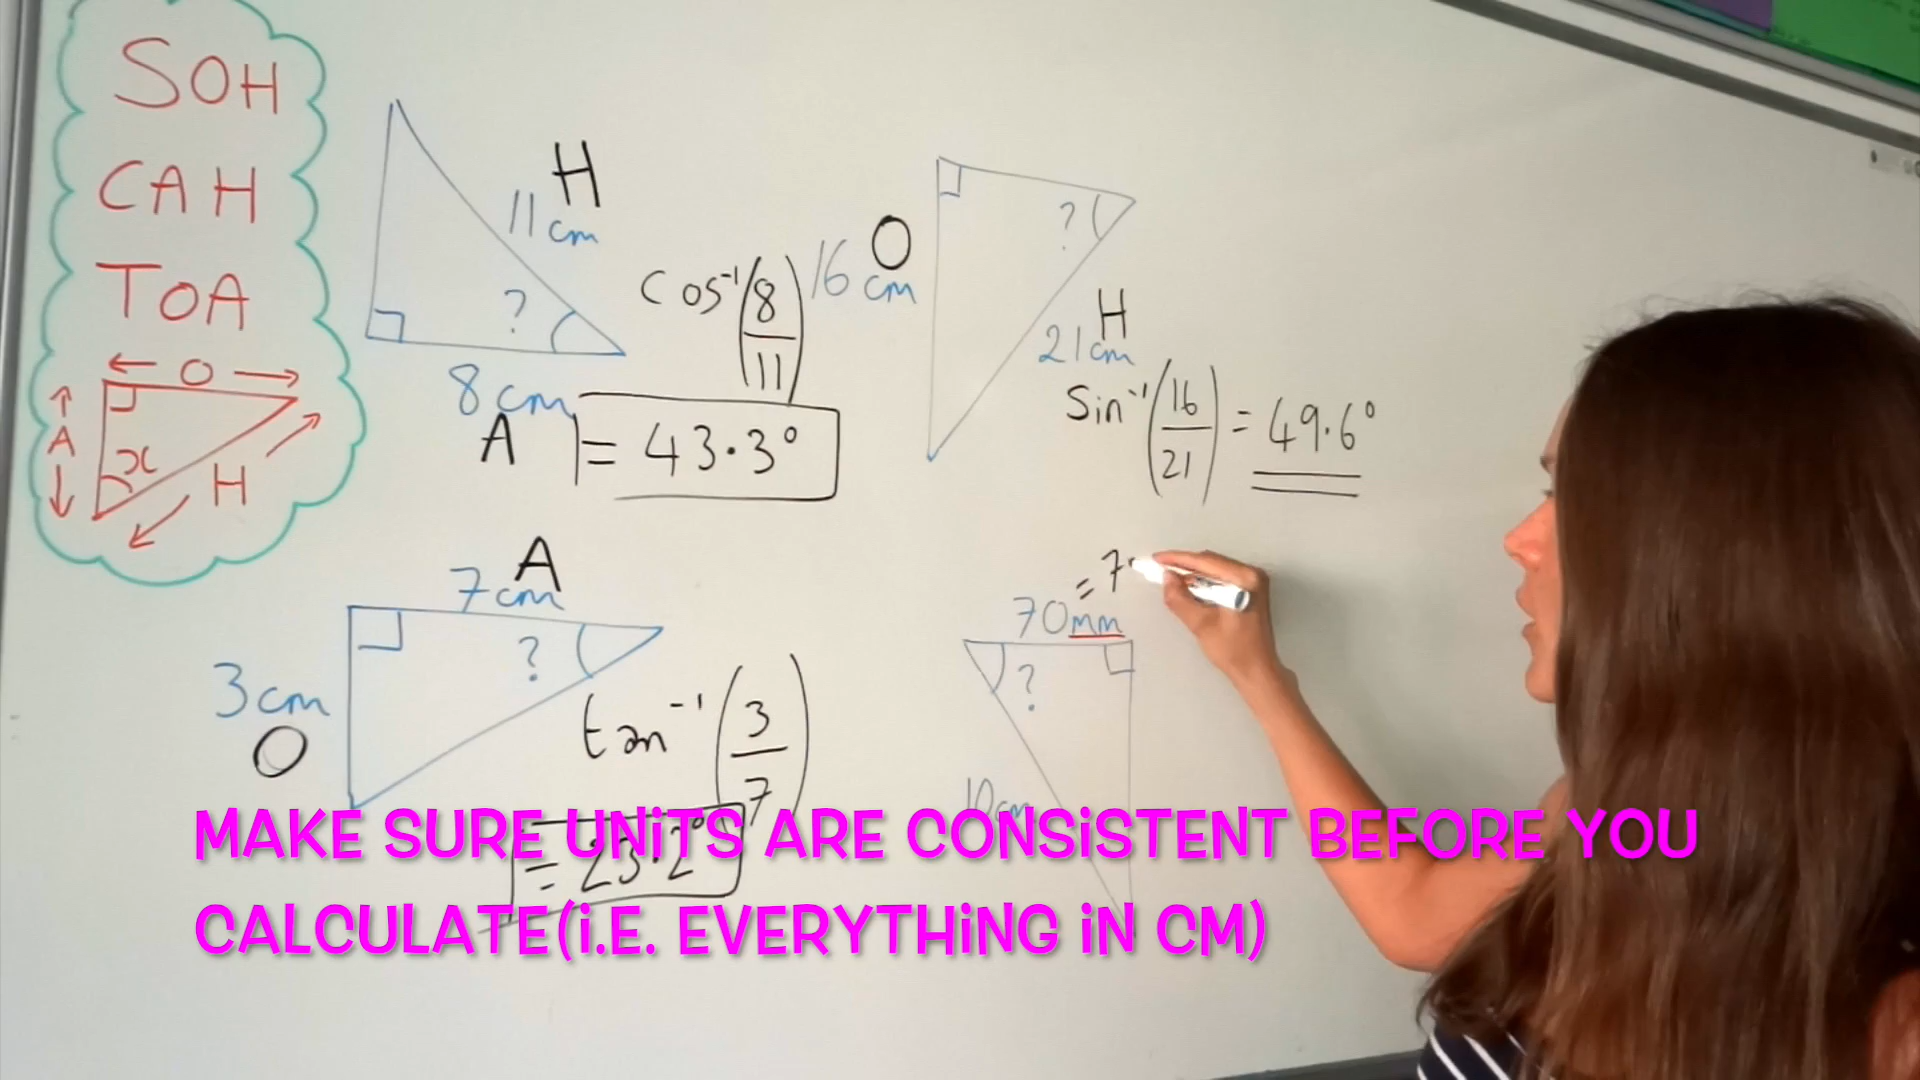 SOH
CAH
TOA
O
A
x
H
H
11cm
?
8cm
A
cos⁻¹(8/11)
= 43.3°
O
16cm
?
H
21cm
sin⁻¹(16/21) = 49.6°
A
7cm
?
3cm
O
tan⁻¹(3/7)
= 23.2°
= 7
70mm
?
10cm
MAKE SURE UNiTS ARE CONSiSTENT BEFORE YOU
CALCULATE(i.E. EVERYTHiNG iN CM)